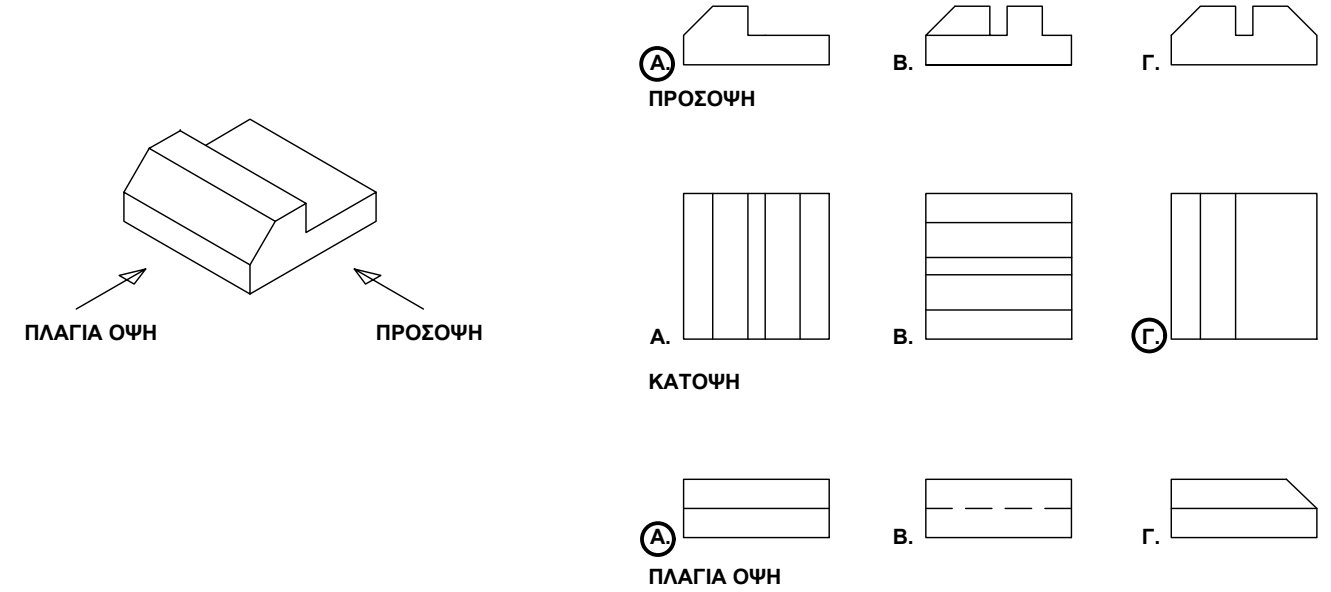 Α. Β. Γ.
ΠΡΟΣΟΨΗ
ΠΛΑΓΙΑ ΟΨΗ ΠΡΟΣΟΨΗ
Α. Β. Γ.
ΚΑΤΟΨΗ
Α. Β. Γ.
ΠΛΑΓΙΑ ΟΨΗ